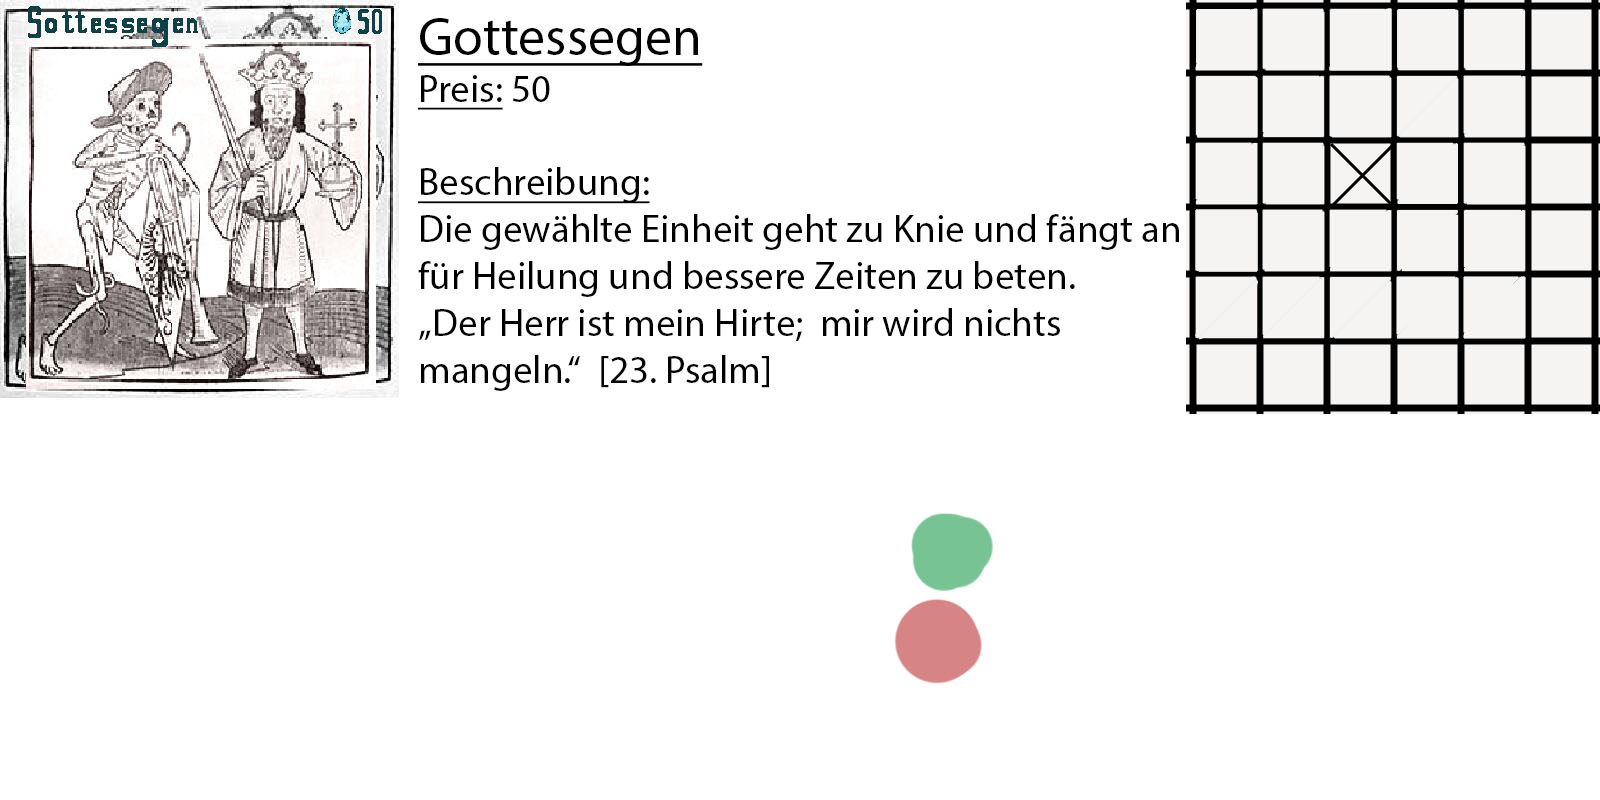 Gottessegen
50
Gottessegen
Preis: 50
Beschreibung:
Die gewählte Einheit geht zu Knie und fängt an
für Heilung und bessere Zeiten zu beten.
„Der Herr ist mein Hirte;  mir wird nichts
mangeln.“  [23. Psalm]